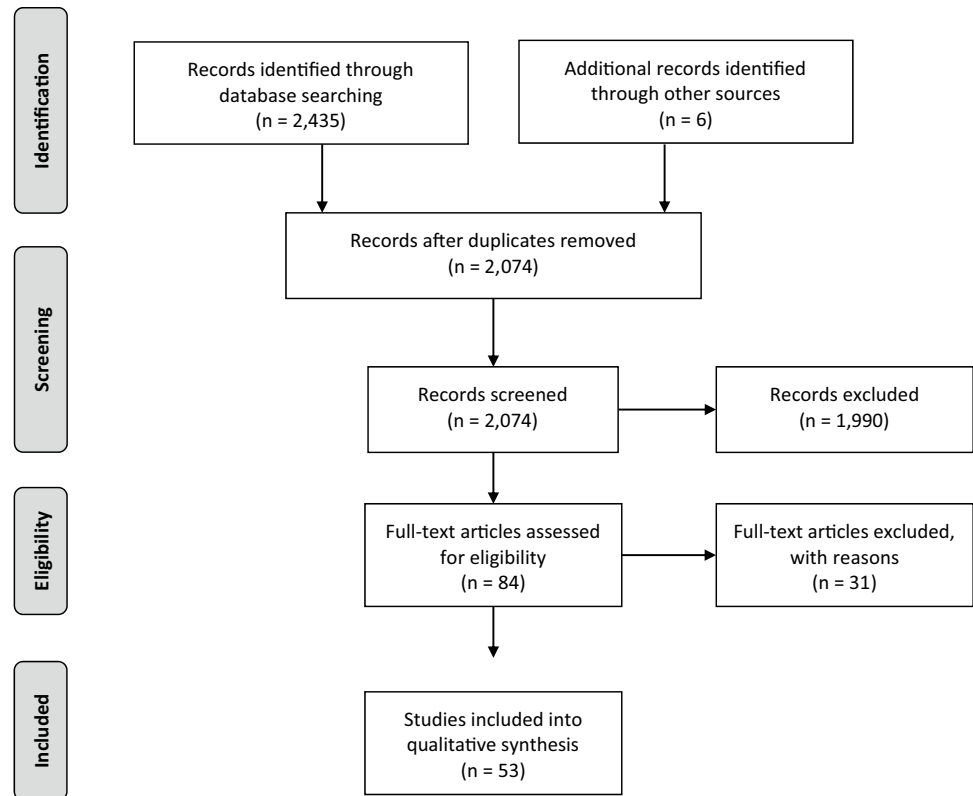 Identification
Records identified through
database searching
(n = 2,435)
Additional records identified
through other sources
(n = 6)
Screening
Records after duplicates removed
(n = 2,074)
Records screened
(n = 2,074)
Records excluded
(n = 1,990)
Eligibility
Full-text articles assessed
for eligibility
(n = 84)
Full-text articles excluded,
with reasons
(n = 31)
Included
Studies included into
qualitative synthesis
(n = 53)